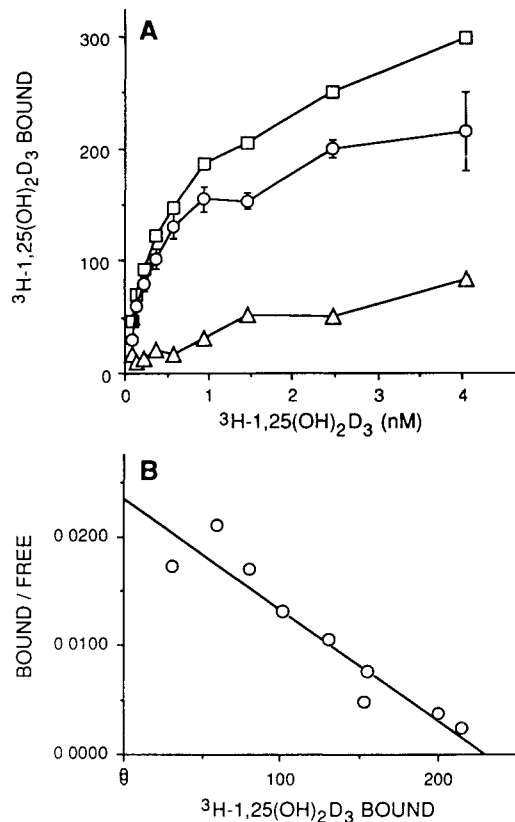 A
300
200
100
0
³H-1,25(OH)₂D₃ BOUND
0 1 2 3 4
³H-1,25(OH)₂D₃ (nM)
B
0 0200
0 0100
0 0000
BOUND / FREE
0 100 200
³H-1,25(OH)₂D₃ BOUND